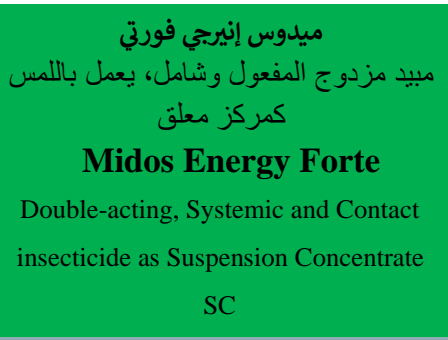 ميدوس إنيرجي فورتي
مبيد مزدوج المفعول وشامل، يعمل باللمس
كمركز معلق
Midos Energy Forte
Double-acting, Systemic and Contact
insecticide as Suspension Concentrate
SC